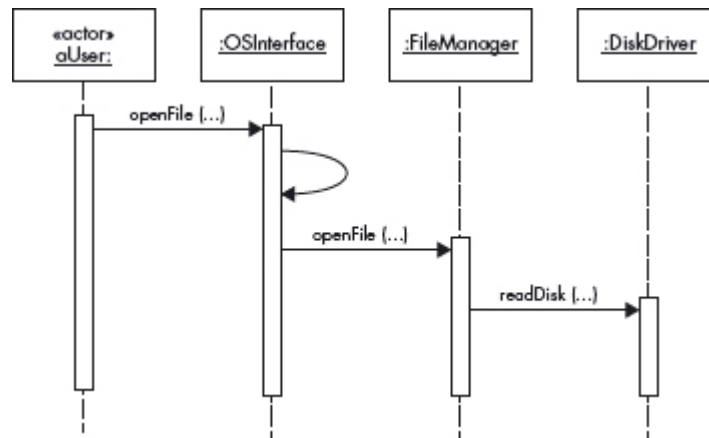 «actor»
aUser:
:OSInterface
:FileManager
:DiskDriver
openFile (...)
openFile (...)
readDisk (...)